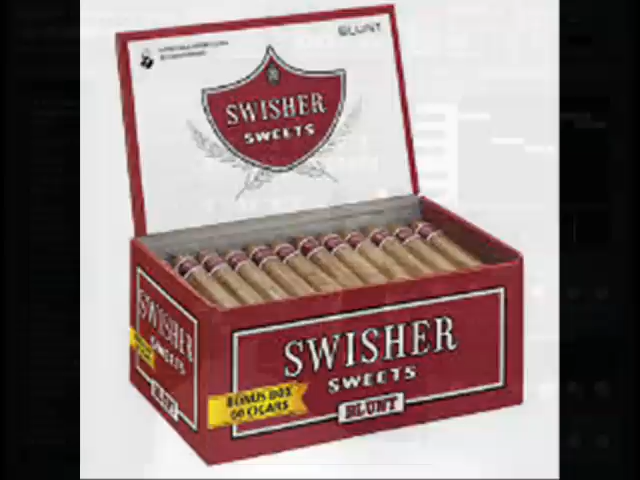 BLUNT
SWISHER
SWEETS
SWISHER
SWEETS
BLUNT
SWISHER
SWEETS
BLUNT
BONUS BOX
60 CIGARS